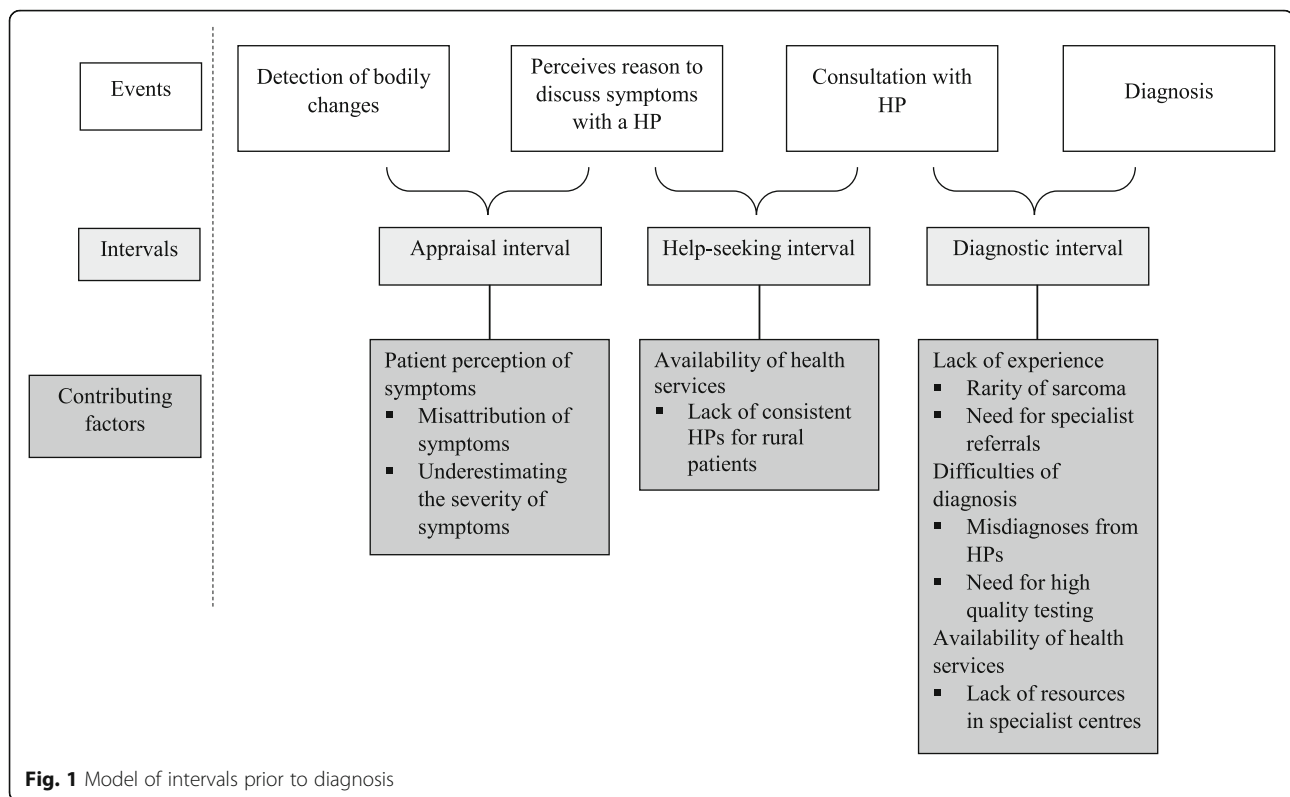 Events
Detection of bodily
changes
Perceives reason to
discuss symptoms
with a HP
Consultation with
HP
Diagnosis
Intervals
Appraisal interval
Help-seeking interval
Diagnostic interval
Contributing
factors
Patient perception of
symptoms
▪ Misattribution of
symptoms
▪ Underestimating
the severity of
symptoms
Availability of health
services
▪ Lack of consistent
HPs for rural
patients
Lack of experience
▪ Rarity of sarcoma
▪ Need for specialist
referrals
Difficulties of
diagnosis
▪ Misdiagnoses from
HPs
▪ Need for high
quality testing
Availability of health
services
▪ Lack of resources
in specialist centres
Fig. 1 Model of intervals prior to diagnosis